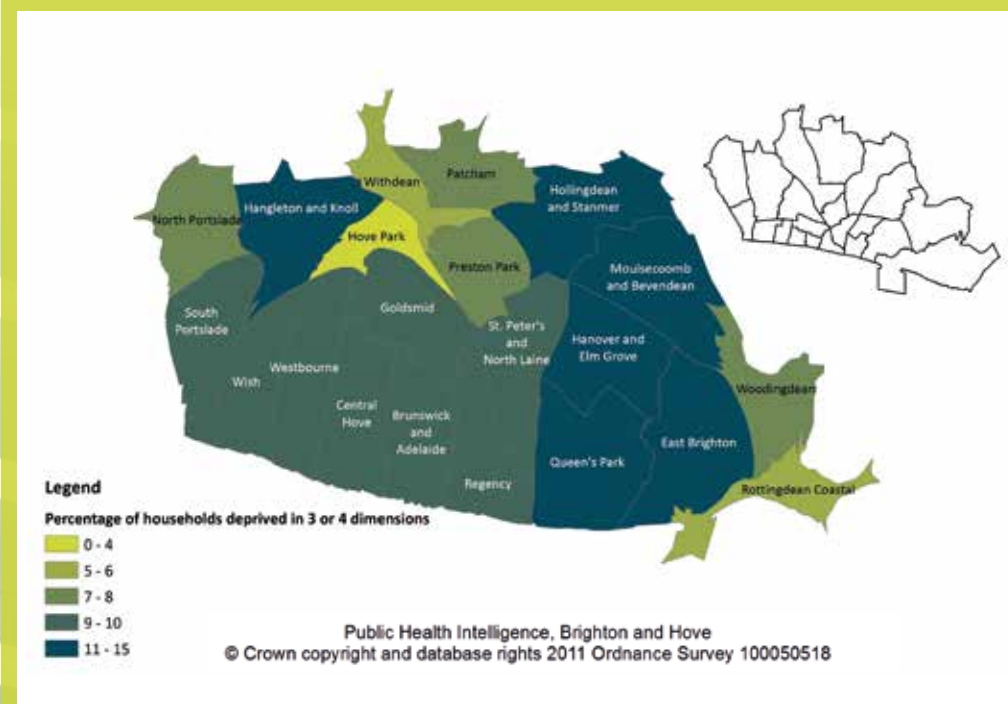 Withdean
Patcham
Hollingdean
and Stanmer
Hangleton and Knoll
North Portslade
Hove Park
Preston Park
Moulsecoomb
and Bevendean
South
Portslade
Goldsmid
St. Peter's
and
North Laine
Hanover and
Elm Grove
Westbourne
Wish
Woodingdean
Central
Hove
Brunswick
and
Adelaide
East Brighton
Queen's Park
Regency
Rottingdean Coastal
Legend
Percentage of households deprived in 3 or 4 dimensions
0 - 4
5 - 6
7 - 8
9 - 10
11 - 15
Public Health Intelligence, Brighton and Hove
© Crown copyright and database rights 2011 Ordnance Survey 100050518